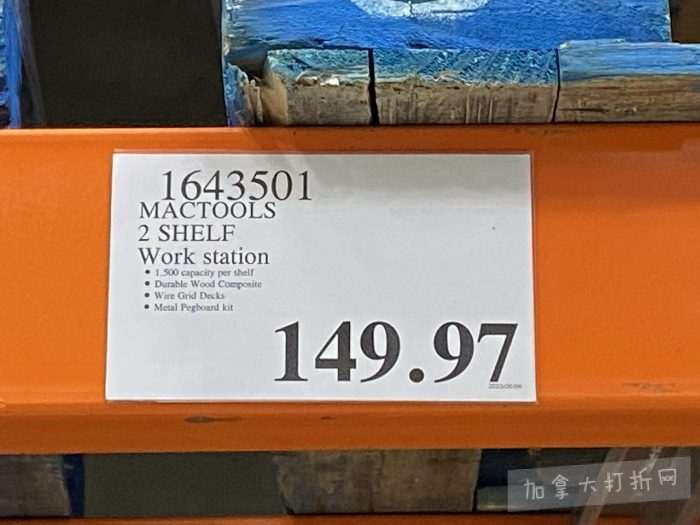 1643501
MACTOOLS
2 SHELF
Work station
• 1,500 capacity per shelf
• Durable Wood Composite
• Wire Grid Decks
• Metal Pegboard kit
149.97
加拿大打折网